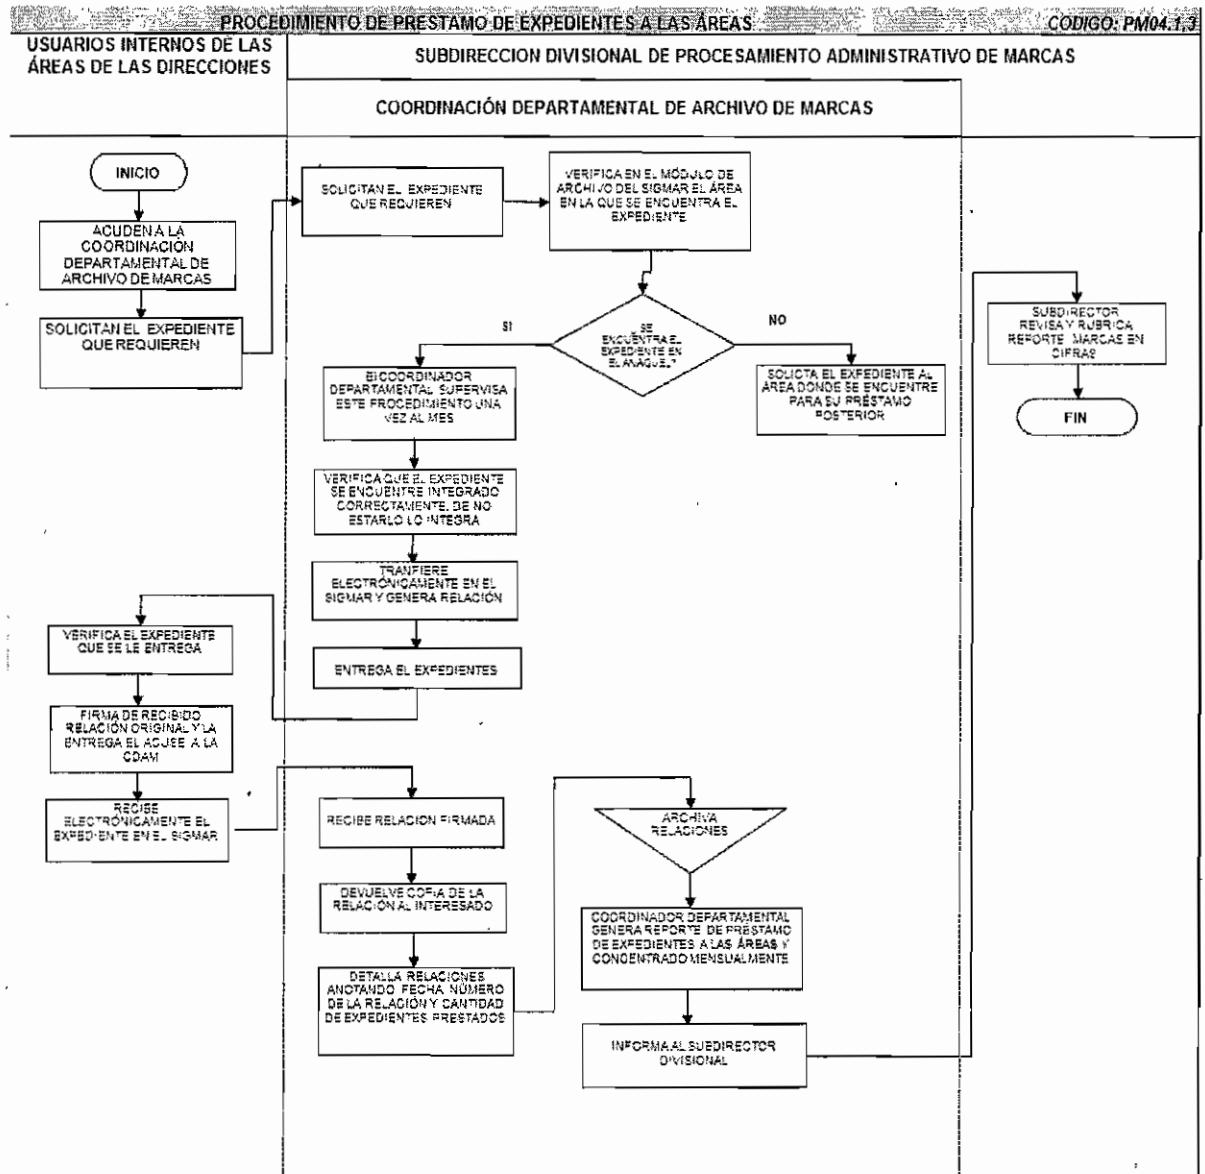 PROCEDIMIENTO DE PRESTAMO DE EXPEDIENTES A LAS ÁREAS
CODIGO: PM04.1,3
USUARIOS INTERNOS DE LAS
ÁREAS DE LAS DIRECCIONES
SUBDIRECCION DIVISIONAL DE PROCESAMIENTO ADMINISTRATIVO DE MARCAS
COORDINACIÓN DEPARTAMENTAL DE ARCHIVO DE MARCAS
INICIO
ACUDEN A LA
COORDINACIÓN
DEPARTAMENTAL DE
ARCHIVO DE MARCAS
SOLICITAN EL EXPEDIENTE
QUE REQUIEREN
SOLICITAN EL EXPEDIENTE
QUE REQUIEREN
VERIFICA EN EL MÓDULO DE
ARCHIVO DEL SIGMAR EL ÁREA
EN LA QUE SE ENCUENTRA EL
EXPEDIENTE
SE
ENCUENTRA EL
EXPEDIENTE EN
EL ANAQUEL?
SI
NO
EL COORDINADOR
DEPARTAMENTAL SUPERVISA
ESTE PROCEDIMIENTO UNA
VEZ AL MES
SOLICTA EL EXPEDIENTE AL
ÁREA DONDE SE ENCUENTRE
PARA SU PRÉSTAMO
POSTERIOR
VERIFICA QUE EL EXPEDIENTE
SE ENCUENTRE INTEGRADO
CORRECTAMENTE, DE NO
ESTARLO LO INTEGRA
TRANFIERE
ELECTRÓNICAMENTE EN EL
SIGMAR Y GENERA RELACIÓN
ENTREGA EL EXPEDIENTES
VERIFICA EL EXPEDIENTE
QUE SE LE ENTREGA
FIRMA DE RECIBIDO
RELACIÓN ORIGINAL Y LA
ENTREGA EL ACUSE A LA
CDAM
RECIBE
ELECTRÓNICAMENTE EL
EXPEDIENTE EN EL SIGMAR
RECIBE RELACION FIRMADA
DEVUELVE COPIA DE LA
RELACIÓN AL INTERESADO
DETALLA RELACIONES
ANOTANDO FECHA NÚMERO
DE LA RELACIÓN Y CANTIDAD
DE EXPEDIENTES PRESTADOS
ARCHIVA
RELACIONES
COORDINADOR DEPARTAMENTAL
GENERA REPORTE DE PRÉSTAMO
DE EXPEDIENTES A LAS ÁREAS Y
CONCENTRADO MENSUALMENTE
INFORMA AL SUBDIRECTOR
DIVISIONAL
SUBDIRECTOR
REVISA Y RUBRICA
REPORTE MARCAS EN
CIFRAS
FIN